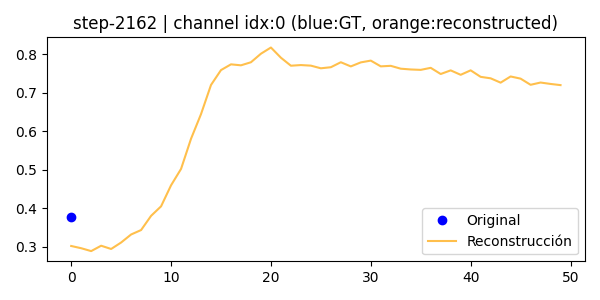 step-2162 | channel idx:0 (blue:GT, orange:reconstructed)
0.8
0.7
0.6
0.5
0.4
0.3
Original
Reconstrucción
0 10 20 30 40 50